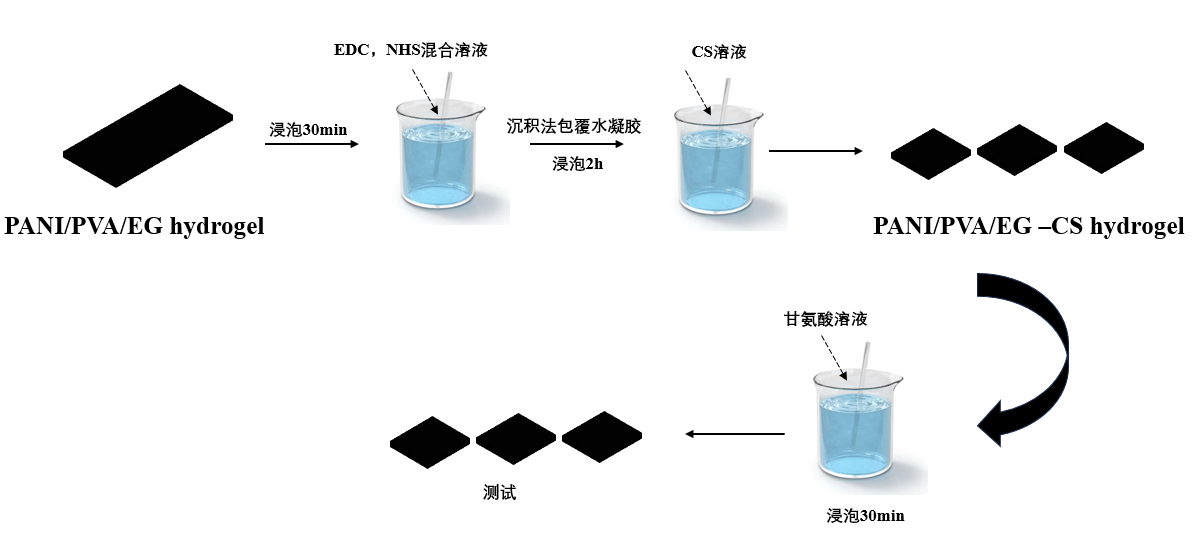 EDC，NHS混合溶液
CS溶液
浸泡30min
沉积法包覆水凝胶
浸泡2h
PANI/PVA/EG hydrogel
PANI/PVA/EG –CS hydrogel
甘氨酸溶液
测试
浸泡30min